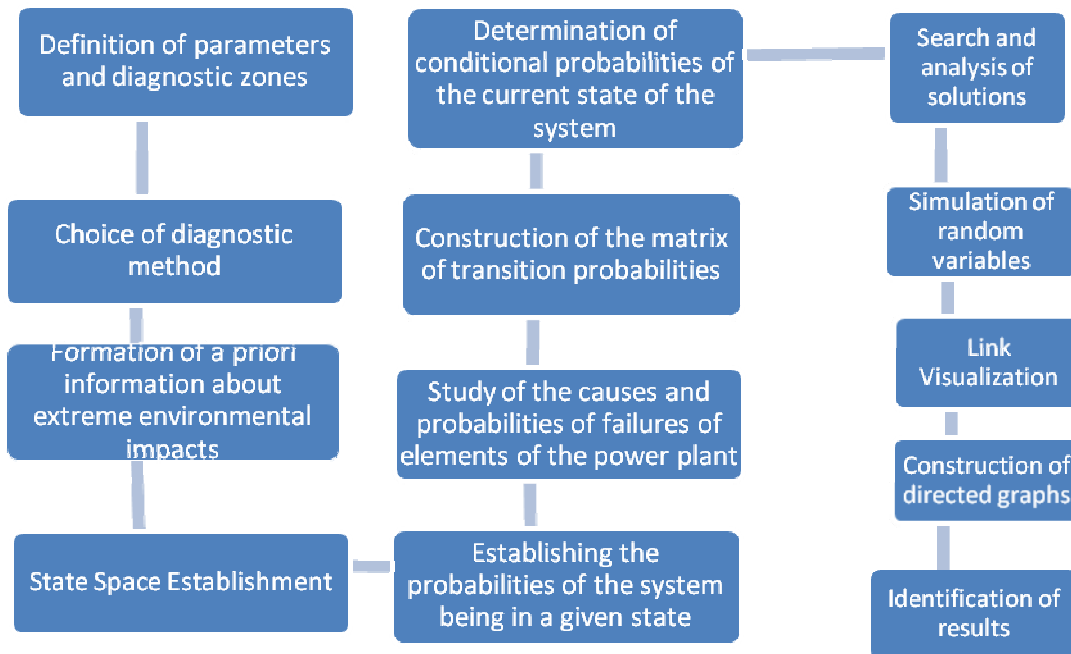 Definition of parameters
and diagnostic zones
Choice of diagnostic
method
Formation of a priori
information about
extreme environmental
impacts
State Space Establishment
Establishing the
probabilities of the system
being in a given state
Study of the causes and
probabilities of failures of
elements of the power plant
Construction of the matrix
of transition probabilities
Determination of
conditional probabilities of
the current state of the
system
Search and
analysis of
solutions
Simulation of
random
variables
Link
Visualization
Construction of
directed graphs
Identification of
results